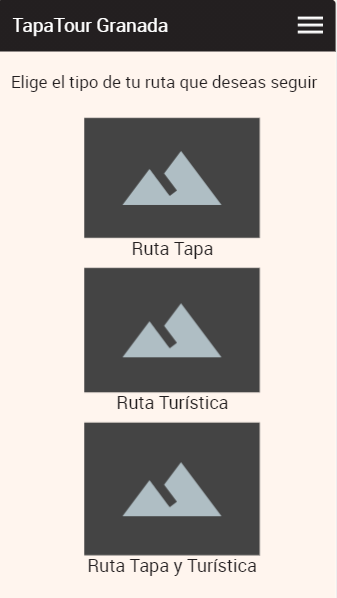 TapaTour Granada
Elige el tipo de tu ruta que deseas seguir
Ruta Tapa
Ruta Turística
Ruta Tapa y Turística